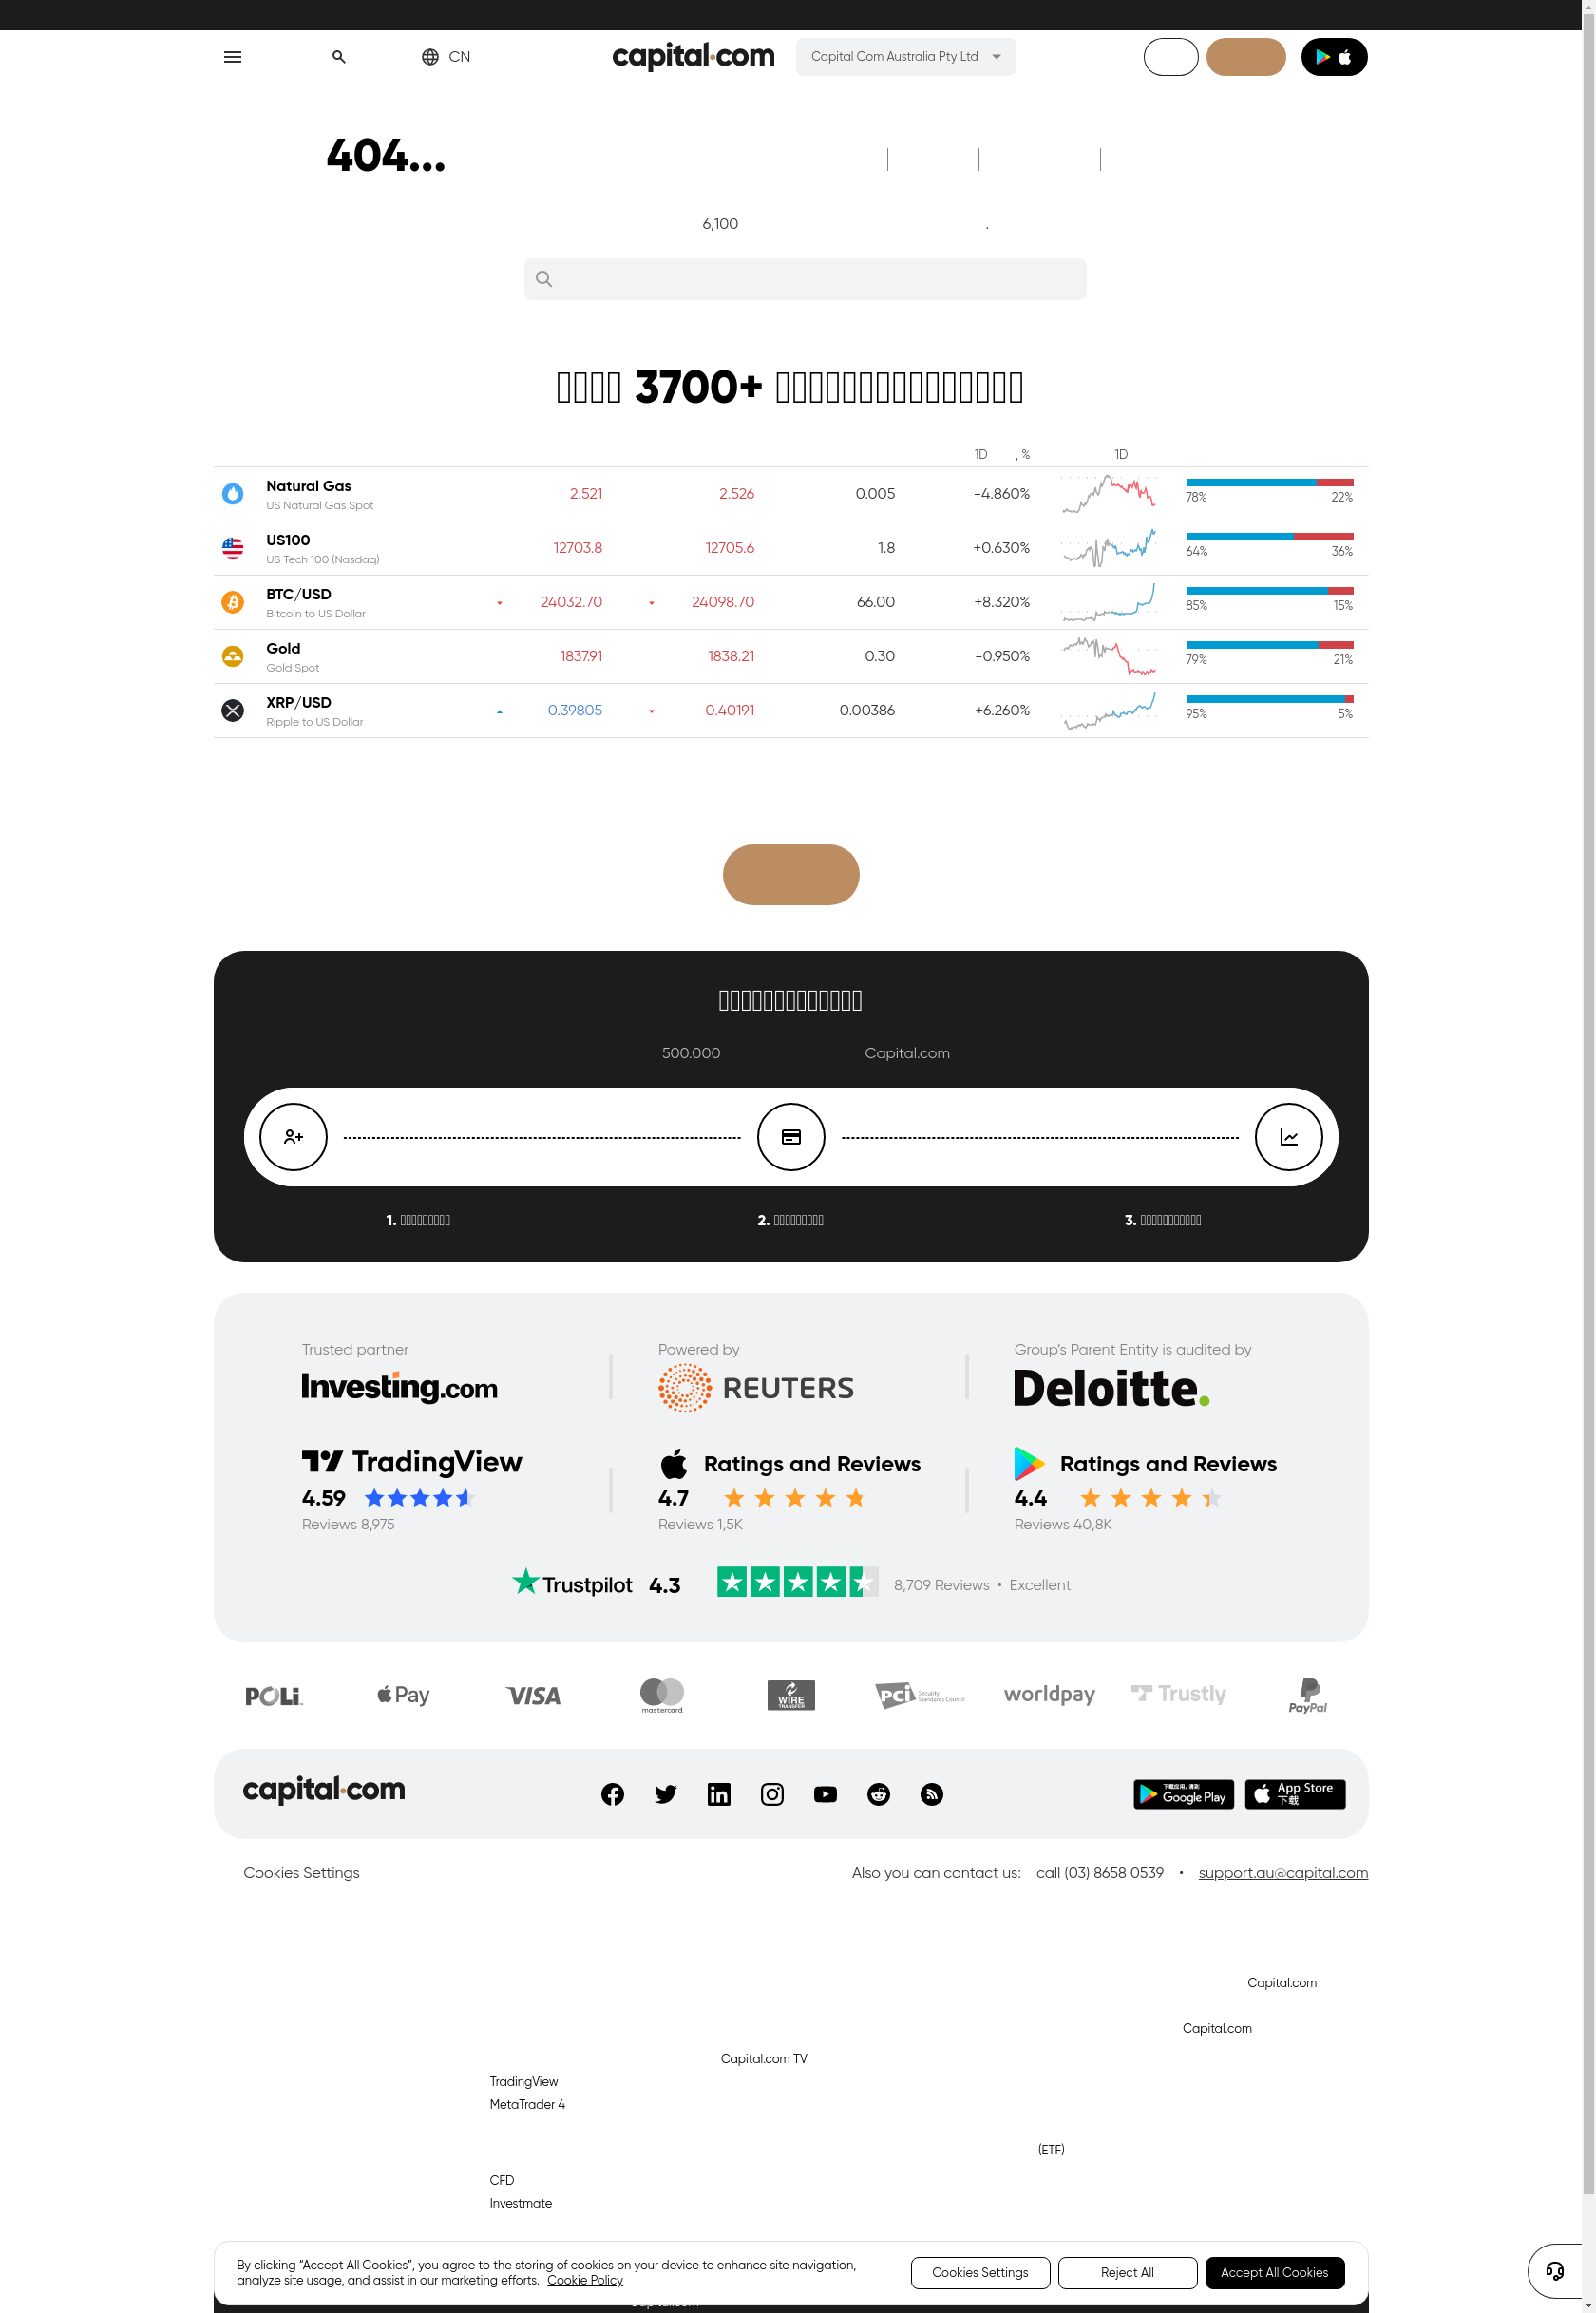 CN
capital.com
Capital Com Australia Pty Ltd
404...
6,100 .
3700+
1D , % 1D
Natural Gas 2.521 2.526 0.005 -4.860% 78% 22%
US Natural Gas Spot
US100 12703.8 12705.6 1.8 +0.630% 64% 36%
US Tech 100 (Nasdaq)
BTC/USD 24032.70 24098.70 66.00 +8.320% 85% 15%
Bitcoin to US Dollar
Gold 1837.91 1838.21 0.30 -0.950% 79% 21%
Gold Spot
XRP/USD 0.39805 0.40191 0.00386 +6.260% 95% 5%
Ripple to US Dollar
500.000 Capital.com
1. 2. 3.
Trusted partner Powered by Group’s Parent Entity is audited by
Investing.com REUTERS Deloitte.
TradingView Ratings and Reviews Ratings and Reviews
4.59 4.7 4.4
Reviews 8,975 Reviews 1,5K Reviews 40,8K
Trustpilot 4.3 8,709 Reviews • Excellent
POLi Apple Pay VISA mastercard WIRE TRANSFER PCI Security Standards Council worldpay Trustly PayPal
capital.com
下载应用,请到 Google Play
App Store 下载
Cookies Settings Also you can contact us: call (03) 8658 0539 • support.au@capital.com
Capital.com
Capital.com
Capital.com TV
TradingView
MetaTrader 4
(ETF)
CFD
Investmate
By clicking “Accept All Cookies”, you agree to the storing of cookies on your device to enhance site navigation,
analyze site usage, and assist in our marketing efforts. Cookie Policy
Cookies Settings Reject All Accept All Cookies